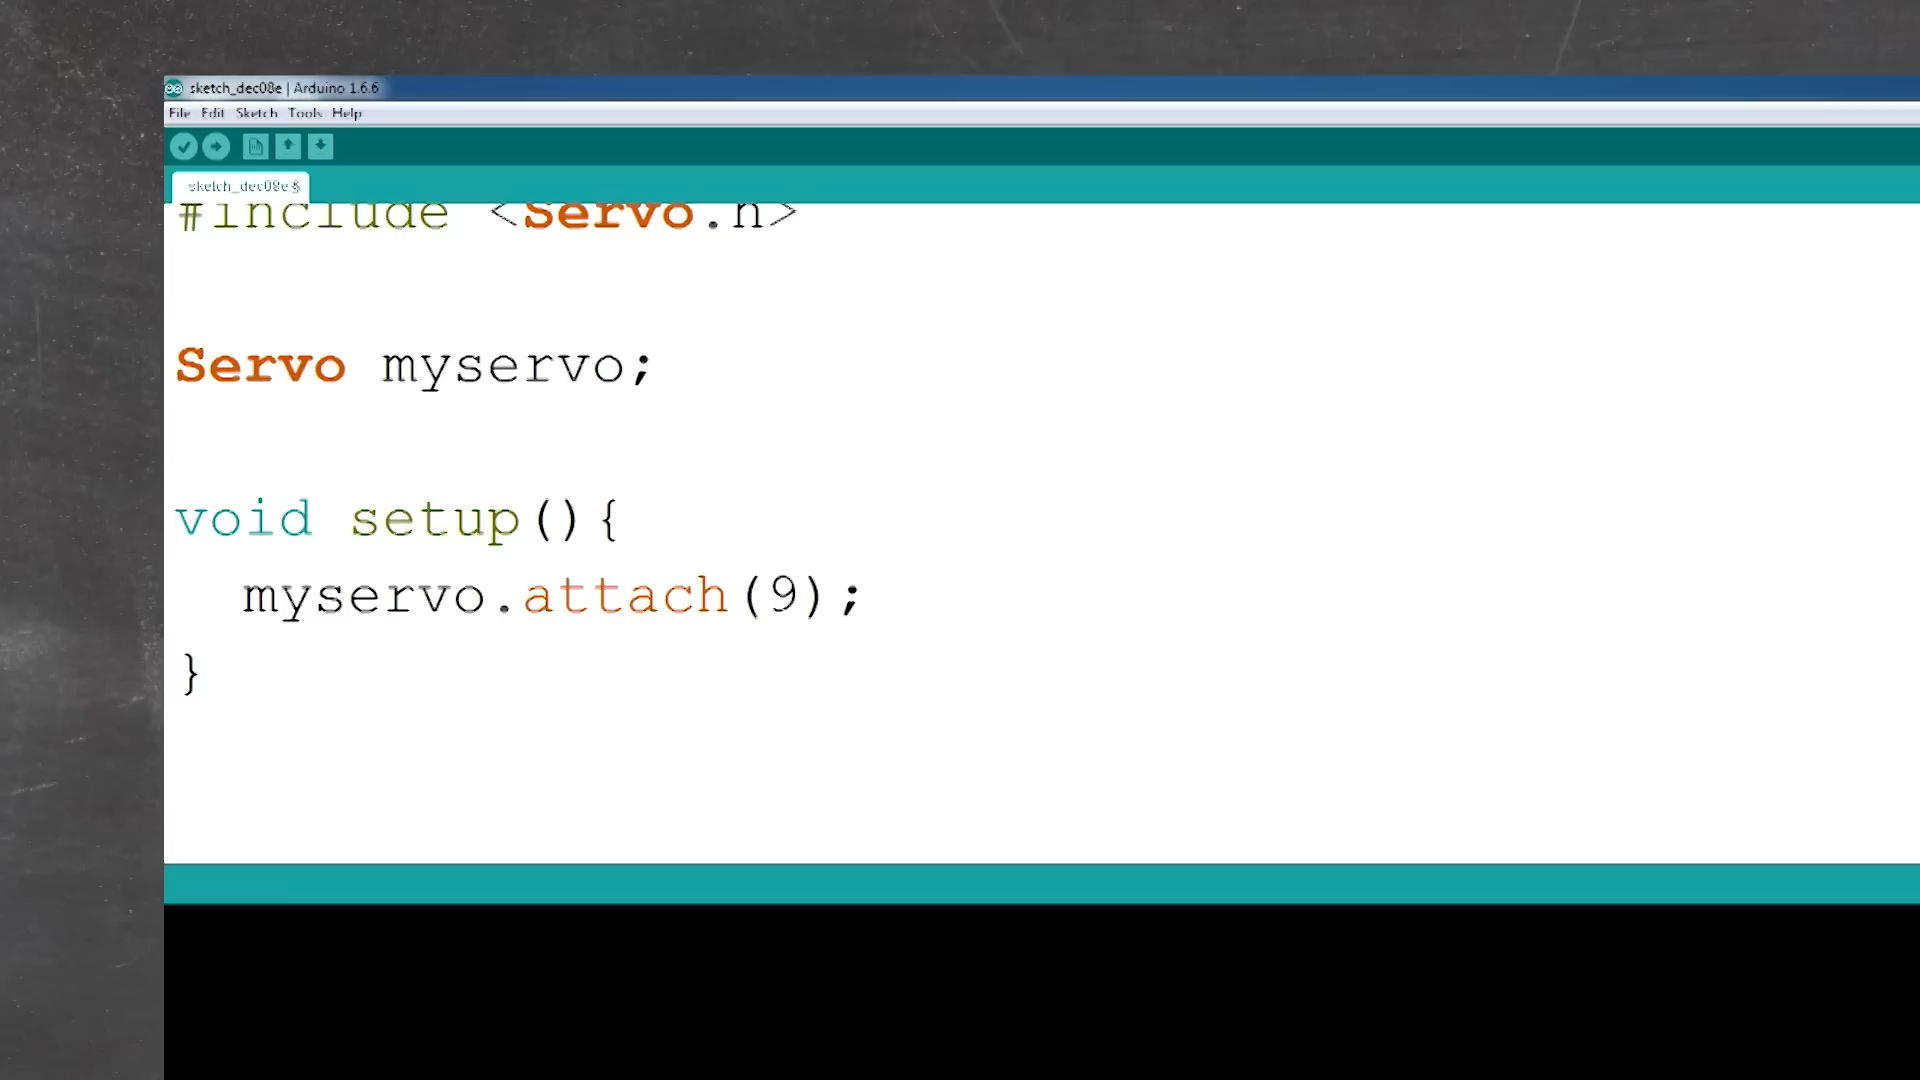 sketch_dec08e | Arduino 1.6.6
File Edit Sketch Tools Help
sketch_dec08e §
#include <Servo.h>
Servo myservo;
void setup(){
myservo.attach(9);
}